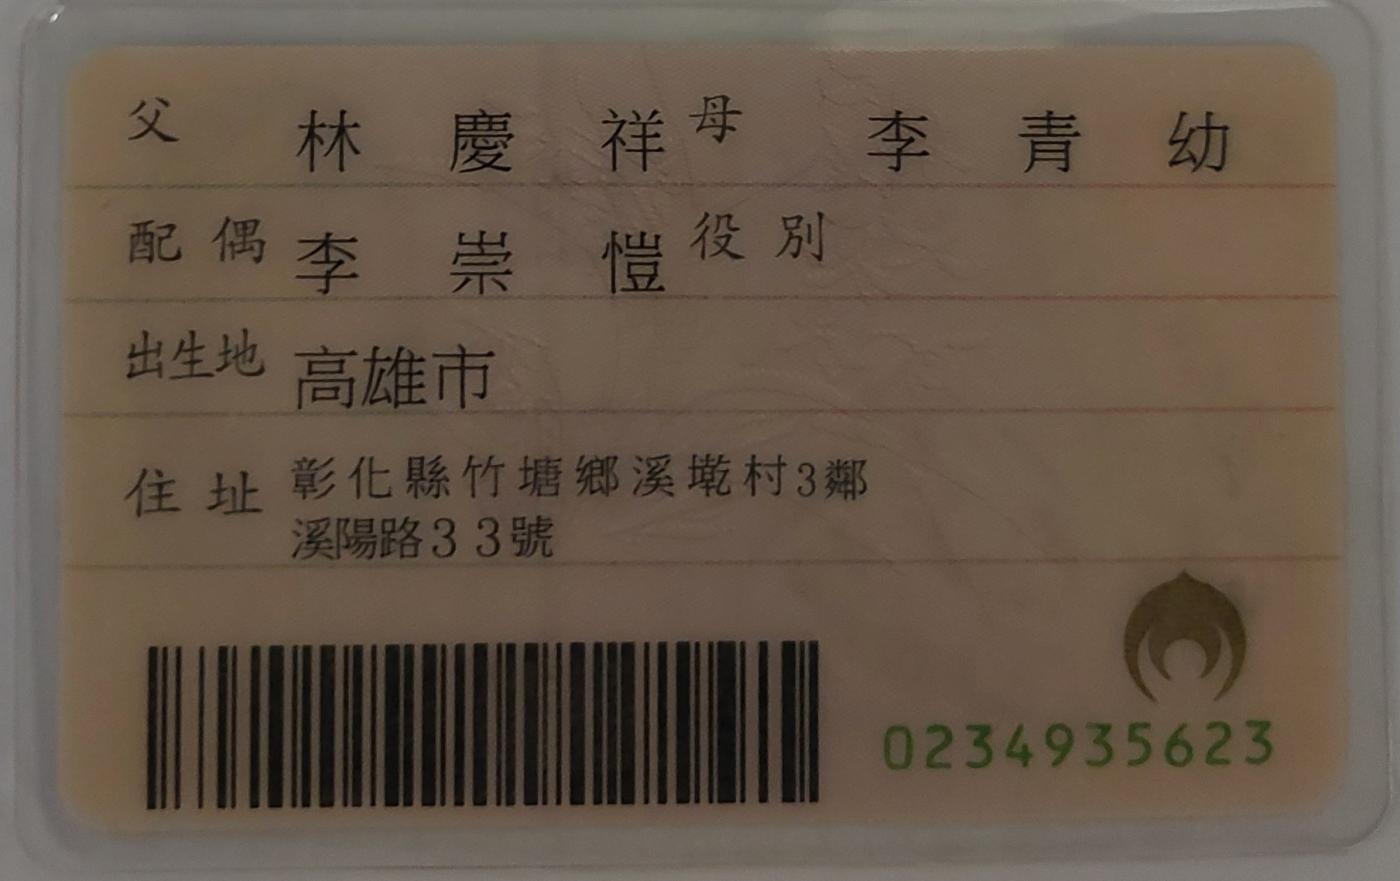 父 林慶祥 母 李青幼
配偶 李崇愷 役別
出生地 高雄市
住址 彰化縣竹塘鄉溪墘村3鄰
溪陽路33號
0234935623